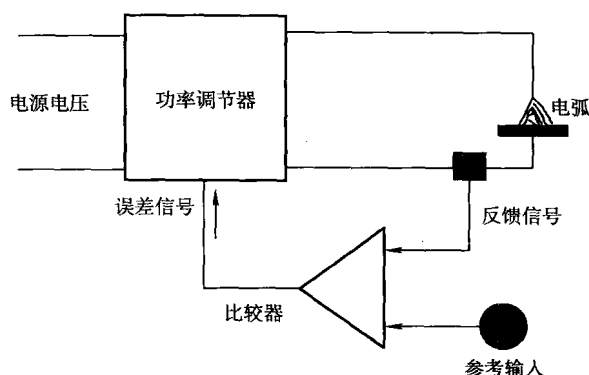 电源电压
功率调节器
电弧
误差信号
反馈信号
比较器
参考输入